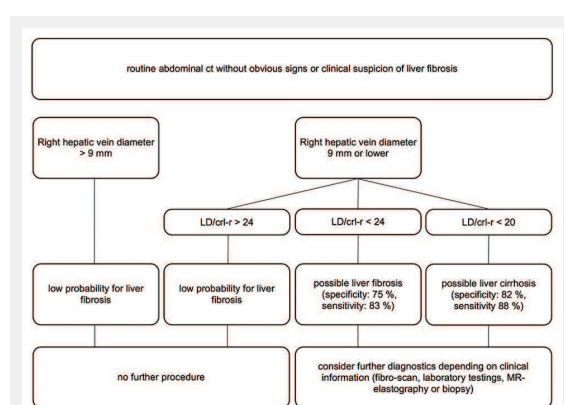 routine abdominal ct without obvious signs or clinical suspicion of liver fibrosis
Right hepatic vein diameter
> 9 mm
Right hepatic vein diameter
9 mm or lower
LD/crl-r > 24
LD/crl-r < 24
LD/crl-r < 20
low probability for liver
fibrosis
low probability for liver
fibrosis
possible liver fibrosis
(specificity: 75 %,
sensitivity: 83 %)
possible liver cirrhosis
(specificity: 82 %,
sensitivity 88 %)
no further procedure
consider further diagnostics depending on clinical
information (fibro-scan, laboratory testings, MR-
elastography or biopsy)